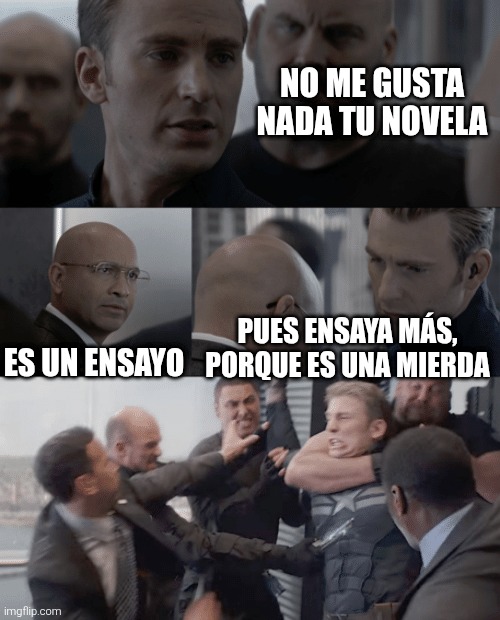 NO ME GUSTA
NADA TU NOVELA
ES UN ENSAYO
PUES ENSAYA MÁS,
PORQUE ES UNA MIERDA
imgflip.com